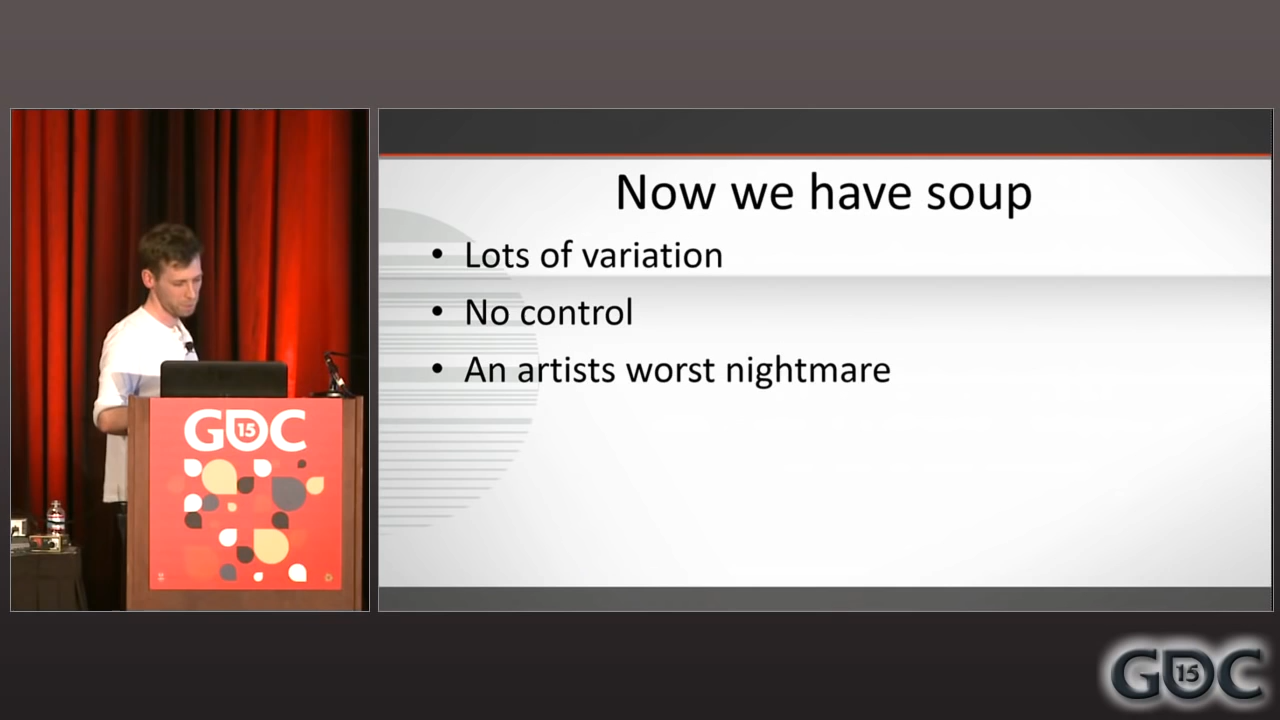 Now we have soup
• Lots of variation
• No control
• An artists worst nightmare
GDC 15
GDC 15